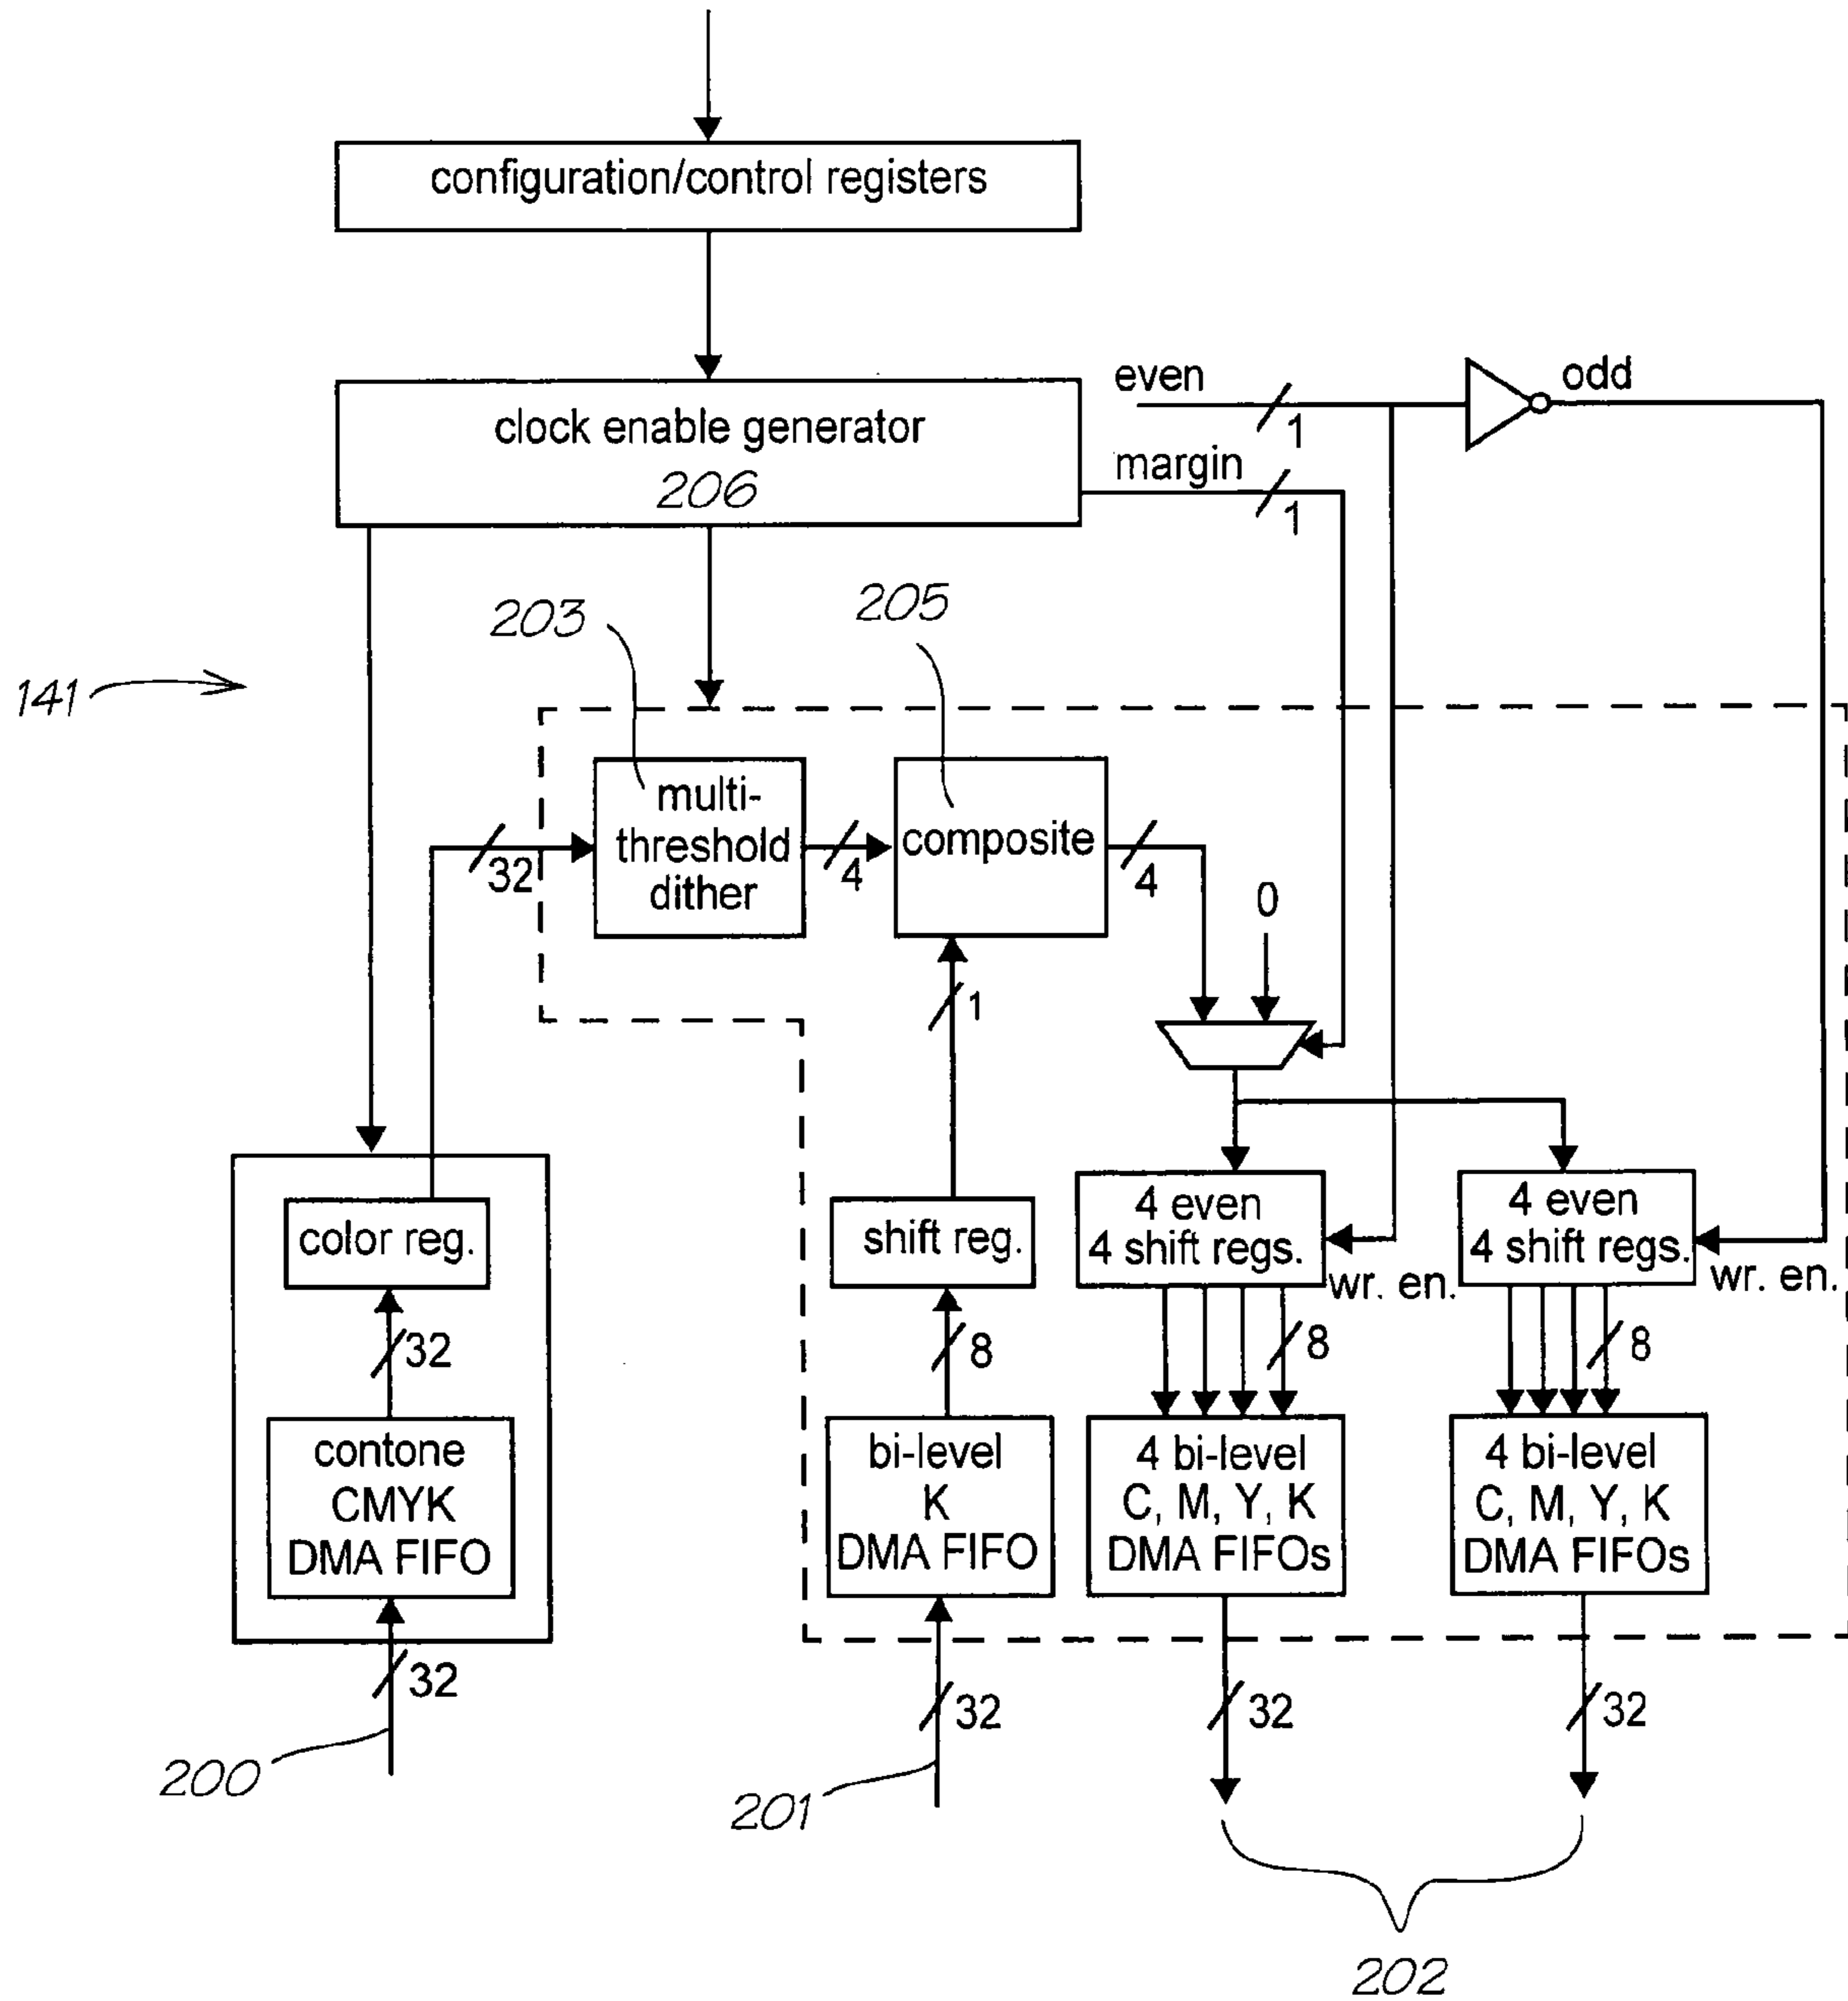 configuration/control registers
even
odd
1
clock enable generator
206
margin
1
203
205
141
multi-
threshold
dither
composite
32
4
4
0
1
color reg.
shift reg.
4 even
4 shift regs.
wr. en.
4 even
4 shift regs.
wr. en.
32
8
8
8
contone
CMYK
DMA FIFO
bi-level
K
DMA FIFO
4 bi-level
C, M, Y, K
DMA FIFOs
4 bi-level
C, M, Y, K
DMA FIFOs
32
32
32
32
200
201
202